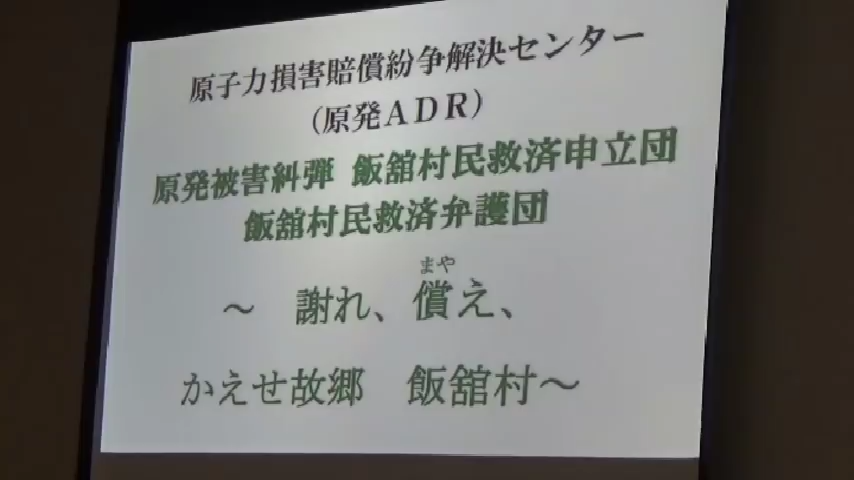 原子力損害賠償紛争解決センター
（原発ＡＤＲ）
原発被害糾弾 飯舘村民救済申立団
飯舘村民救済弁護団
まや
～ 謝れ、償え、
かえせ故郷 飯舘村～